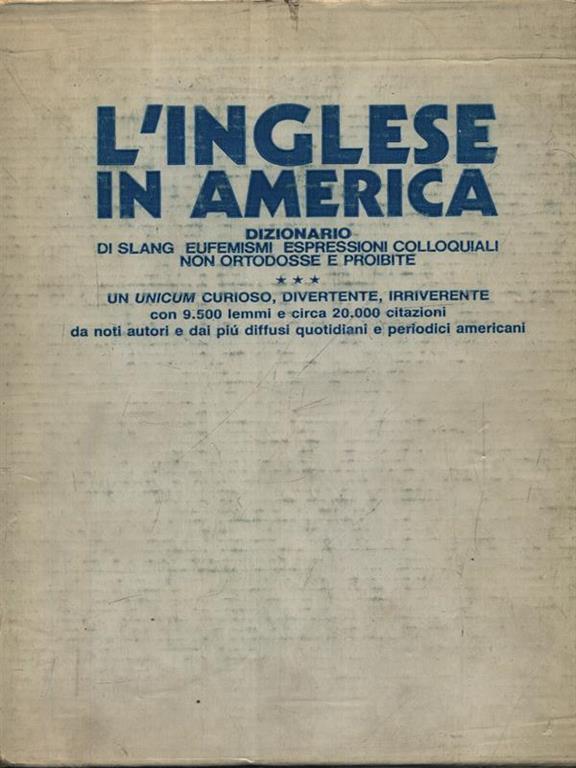 L'INGLESE
IN AMERICA
DIZIONARIO
DI SLANG EUFEMISMI ESPRESSIONI COLLOQUIALI
NON ORTODOSSE E PROIBITE
★ ★ ★
UN UNICUM CURIOSO, DIVERTENTE, IRRIVERENTE
con 9.500 lemmi e circa 20.000 citazioni
da noti autori e dai piú diffusi quotidiani e periodici americani